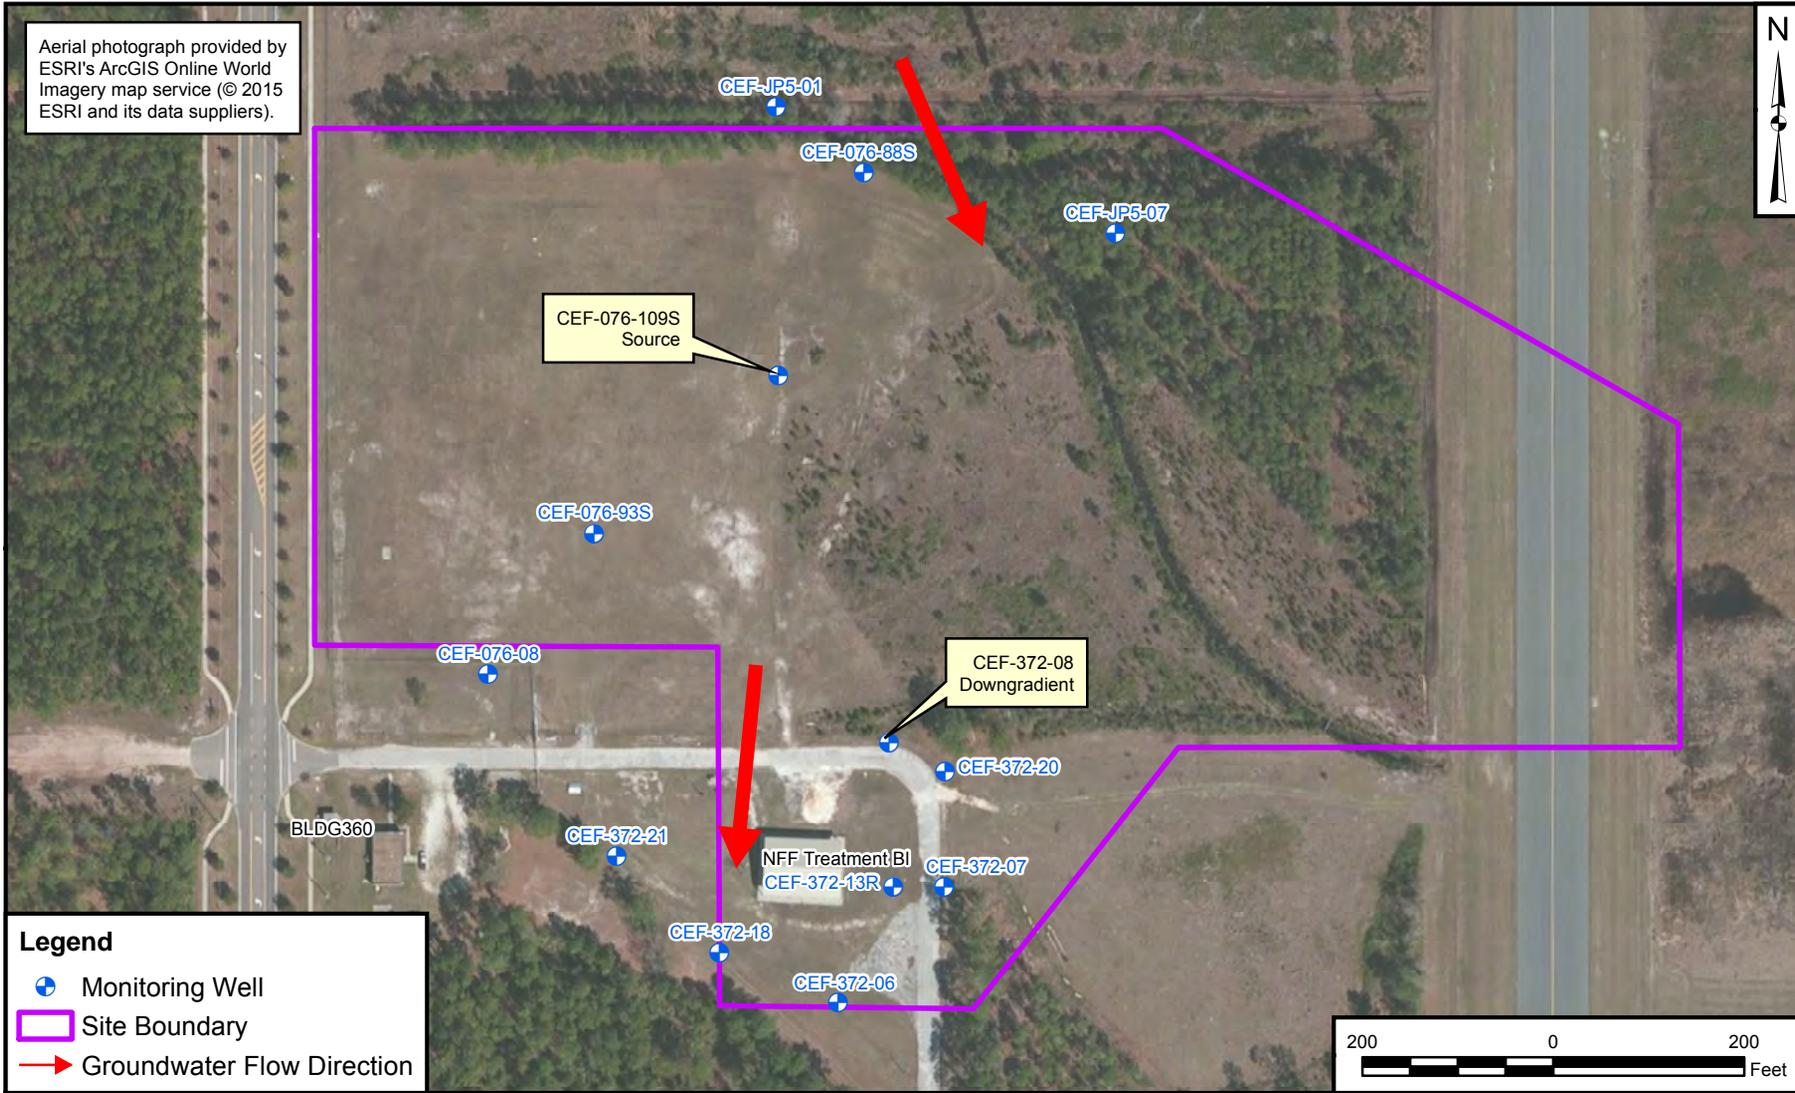 Aerial photograph provided by
ESRI's ArcGIS Online World
Imagery map service (© 2015
ESRI and its data suppliers).
N
CEF-JP5-01
CEF-076-88S
CEF-JP5-07
CEF-076-109S
Source
CEF-076-93S
CEF-076-08
CEF-372-08
Downgradient
CEF-372-20
BLDG360
CEF-372-21
NFF Treatment Bl
CEF-372-13R
CEF-372-07
CEF-372-18
CEF-372-06
Legend
Monitoring Well
Site Boundary
Groundwater Flow Direction
200 0 200
Feet